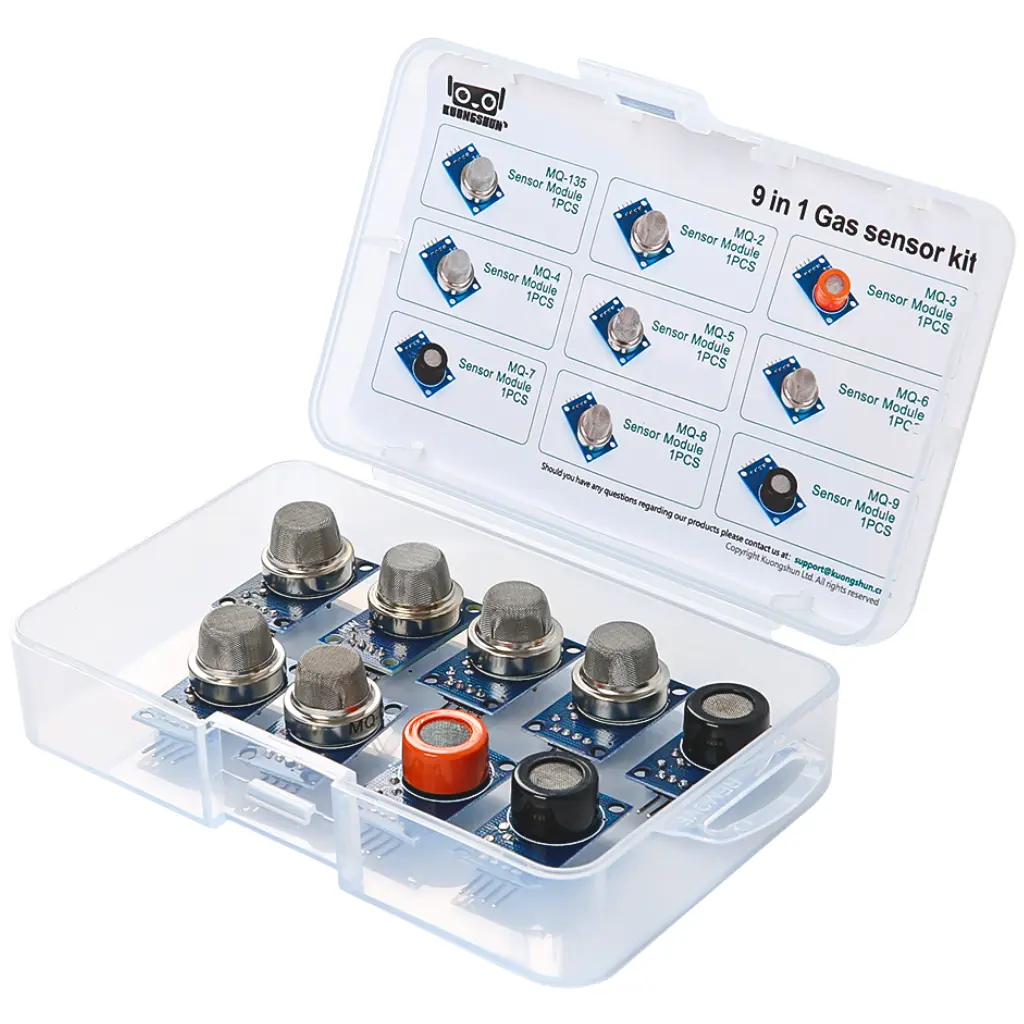 KUONGSHUN
9 in 1 Gas sensor kit
MQ-135
Sensor Module
1PCS
MQ-2
Sensor Module
1PCS
MQ-3
Sensor Module
1PCS
MQ-4
Sensor Module
1PCS
MQ-5
Sensor Module
1PCS
MQ-6
Sensor Module
1PCS
MQ-7
Sensor Module
1PCS
MQ-8
Sensor Module
1PCS
MQ-9
Sensor Module
1PCS
Should you have any questions regarding our products please contact us at: support@kuongshun.c
Copyright Kuongshun Ltd. All rights reserved
MQ-